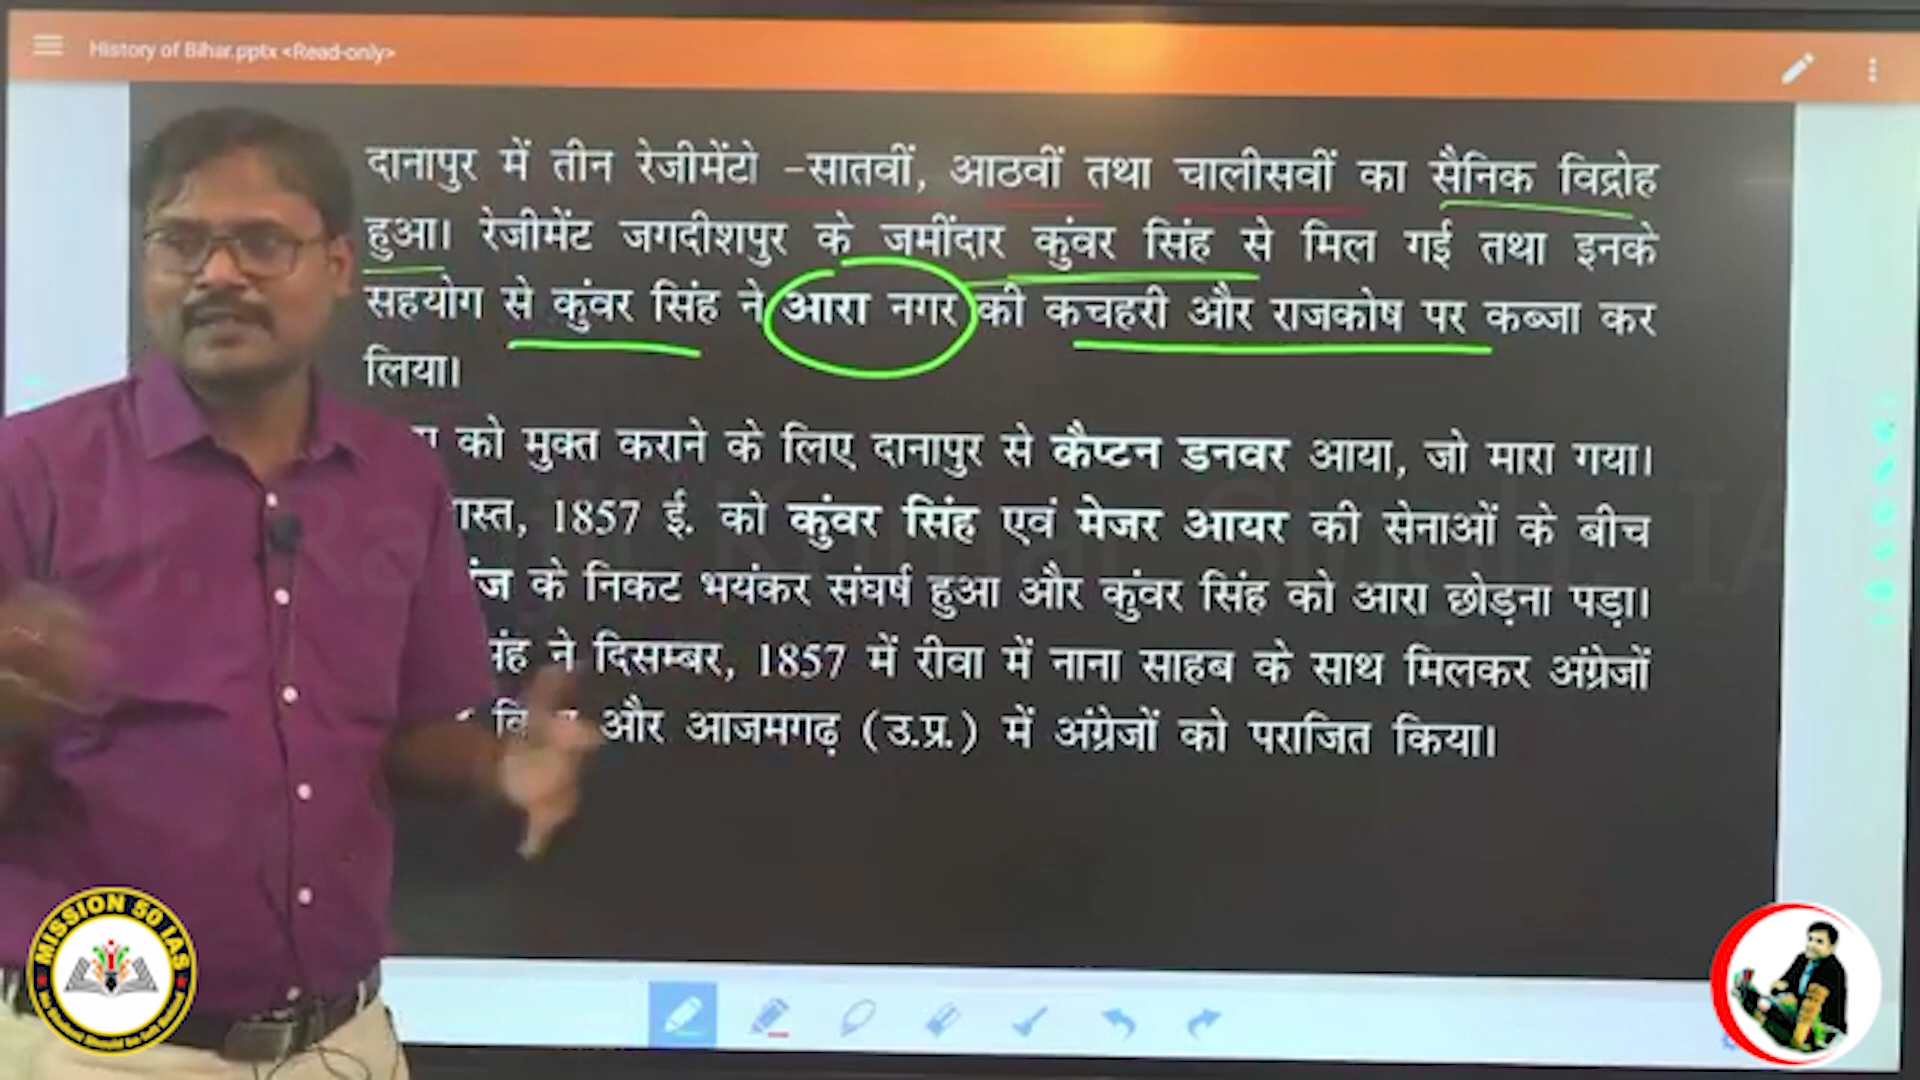 History of Bihar.pptx <Read-only>
दानापुर में तीन रेजीमेंटो –सातवीं, आठवीं तथा चालीसवीं का सैनिक विद्रोह
हुआ। रेजीमेंट जगदीशपुर के जमींदार कुंवर सिंह से मिल गई तथा इनके
सहयोग से कुंवर सिंह ने आरा नगर की कचहरी और राजकोष पर कब्जा कर
लिया।
को मुक्त कराने के लिए दानापुर से कैप्टन डनवर आया, जो मारा गया।
1857 ई. को कुंवर सिंह एवं मेजर आयर की सेनाओं के बीच
के निकट भयंकर संघर्ष हुआ और कुंवर सिंह को आरा छोड़ना पड़ा।
ने दिसम्बर, 1857 में रीवा में नाना साहब के साथ मिलकर अंग्रेजों
और आजमगढ़ (उ.प्र.) में अंग्रेजों को पराजित किया।
MISSION 50 IAS